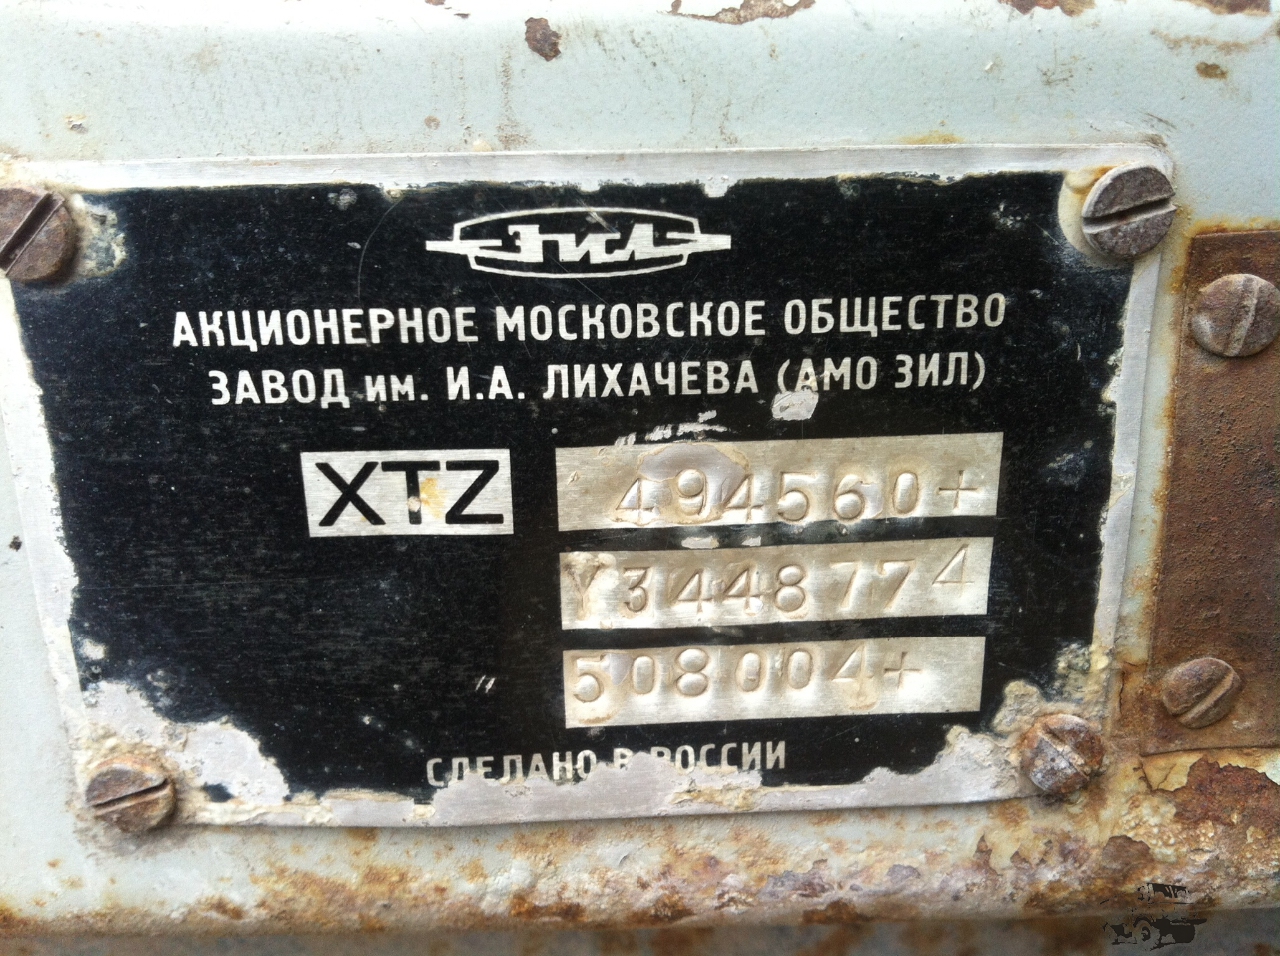 ЗИЛ
АКЦИОНЕРНОЕ МОСКОВСКОЕ ОБЩЕСТВО
ЗАВОД им. И.А. ЛИХАЧЕВА (АМО ЗИЛ)
XTZ 494560+
Y3448774
508004+
СДЕЛАНО В РОССИИ